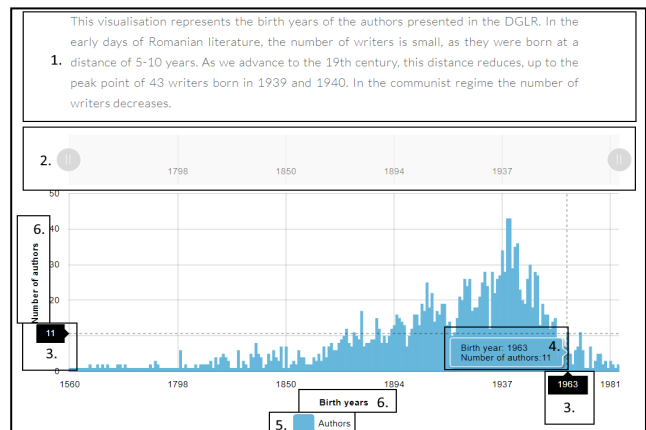 This visualisation represents the birth years of the authors presented in the DGLR. In the
early days of Romanian literature, the number of writers is small, as they were born at a
1. distance of 5-10 years. As we advance to the 19th century, this distance reduces, up to the
peak point of 43 writers born in 1939 and 1940. In the communist regime the number of
writers decreases.
2.
1798 1850 1894 1937
50
6. 40
30
20
Number of authors
11
3.
0
Birth year: 1963 4.
Number of authors:11
1560 1798 1850 1894 1937 1963 1981
3.
Birth years 6.
5. Authors